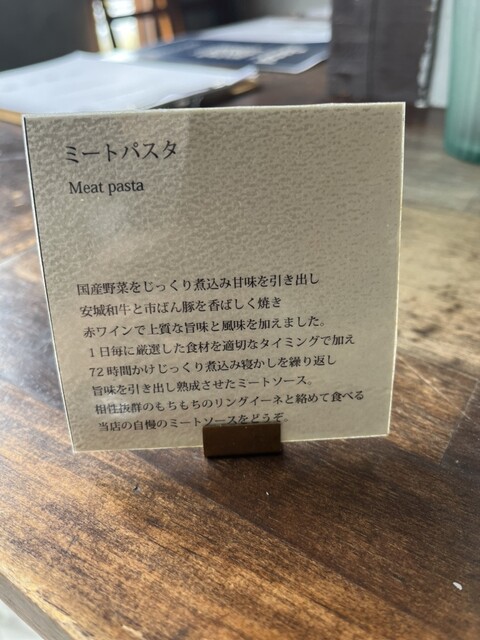 ミートパスタ
Meat pasta
国産野菜をじっくり煮込み甘味を引き出し
安城和牛と市ばん豚を香ばしく焼き
赤ワインで上質な旨味と風味を加えました。
１日毎に厳選した食材を適切なタイミングで加え
72時間かけじっくり煮込み寝かしを繰り返し
旨味を引き出し熟成させたミートソース。
相性抜群のもちもちのリングイーネと絡めて食べる
当店の自慢のミートソースをどうぞ。